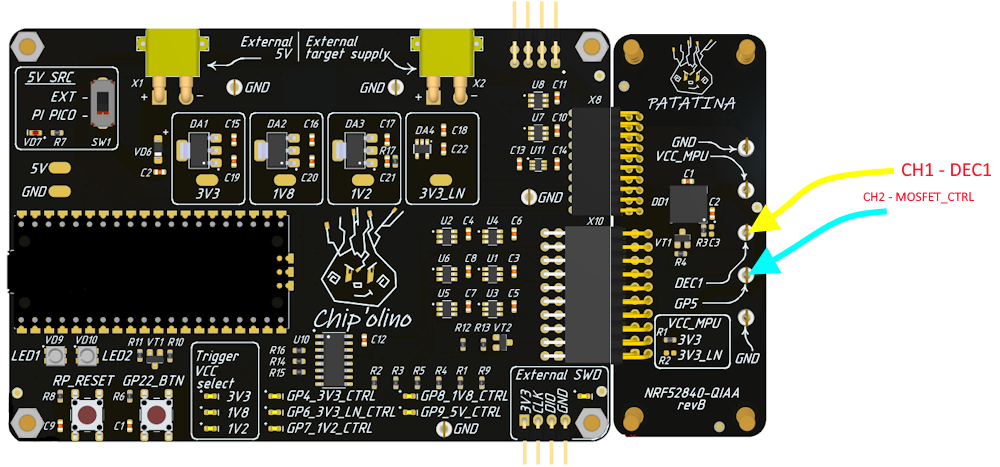 External
5V
External
target supply
X1
+
-
GND
GND
X2
+
-
5V SRC
EXT
PI PICO
VD7
R7
SW1
5V
GND
VD6
C2
DA1
C15
C19
3V3
DA2
C16
C20
1V8
DA3
C17
R17
C21
1V2
DA4
C18
C22
3V3_LN
U8
C11
U7
C10
C13
U11
C14
GND
X8
X10
U2
C4
U4
C6
U6
C8
U1
C3
U5
C7
U3
C5
Chip'olino
VD9
VD10
LED1
LED2
R11
VT1
R10
RP_RESET
GP22_BTN
R8
R6
C9
C1
Trigger
VCC
select
3V3
1V8
1V2
U10
C12
R16
R14
R15
R12
R13
VT2
R2
R3
R5
R4
R1
R9
GP4_3V3_CTRL
GP6_3V3_LN_CTRL
GP7_1V2_CTRL
GP8_1V8_CTRL
GP9_5V_CTRL
GND
External SWD
3V3
CLK
DIO
GND
PATATINA
GND
VCC_MPU
C1
DD1
C2
VT1
R3
C3
R4
DEC1
GP5
VCC_MPU
R1
3V3
R2
3V3_LN
GND
NRF52840-QIAA
revB
CH1 - DEC1
CH2 - MOSFET_CTRL